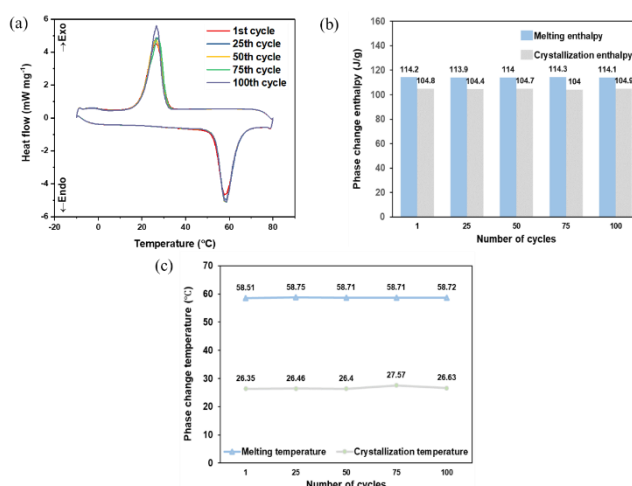 (a)
→Exo
←Endo
Heat flow (mW mg⁻¹)
6
4
2
0
-2
-4
-6
1st cycle
25th cycle
50th cycle
75th cycle
100th cycle
-20 0 20 40 60 80
Temperature (°C)
(b)
Phase change enthalpy (J/g)
160
140
120
100
80
60
40
20
0
Melting enthalpy
Crystallization enthalpy
114.2 113.9 114 114.3 114.1
104.8 104.4 104.7 104 104.9
1 25 50 75 100
Number of cycles
(c)
Phase change temperature (°C)
70
60
50
40
30
20
10
0
58.51 58.75 58.71 58.71 58.72
26.35 26.46 26.4 27.57 26.63
Melting temperature Crystallization temperature
1 25 50 75 100
Number of cycles